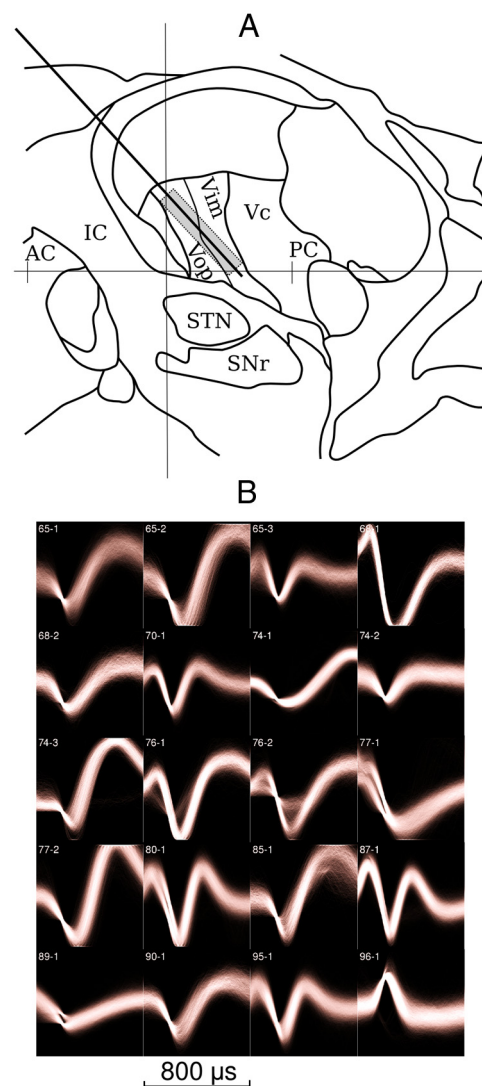 A
Vim
Vc
IC
AC
PC
Vop
STN
SNr
B
65-1 65-2 65-3
68-2 70-1 74-1 74-2
74-3 76-1 76-2 77-1
77-2 80-1 85-1 87-1
89-1 90-1 95-1 96-1
800 µs